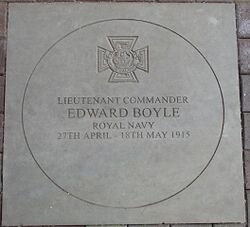 LIEUTENANT COMMANDER
EDWARD BOYLE
ROYAL NAVY
27TH APRIL - 18TH MAY 1915